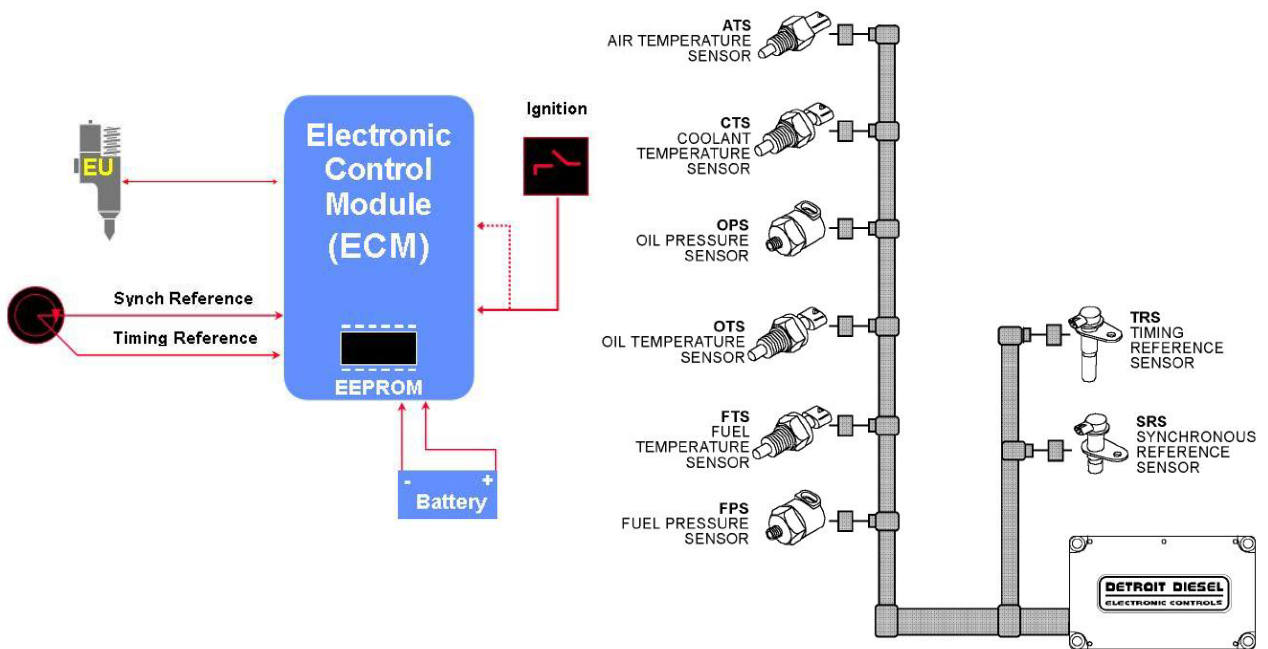 Electronic
Control
Module
(ECM)
EEPROM
EU
Ignition
Synch Reference
Timing Reference
- +
Battery
ATS
AIR TEMPERATURE
SENSOR
CTS
COOLANT
TEMPERATURE
SENSOR
OPS
OIL PRESSURE
SENSOR
OTS
OIL TEMPERATURE
SENSOR
FTS
FUEL
TEMPERATURE
SENSOR
FPS
FUEL PRESSURE
SENSOR
TRS
TIMING
REFERENCE
SENSOR
SRS
SYNCHRONOUS
REFERENCE
SENSOR
DETROIT DIESEL
ELECTRONIC CONTROLS